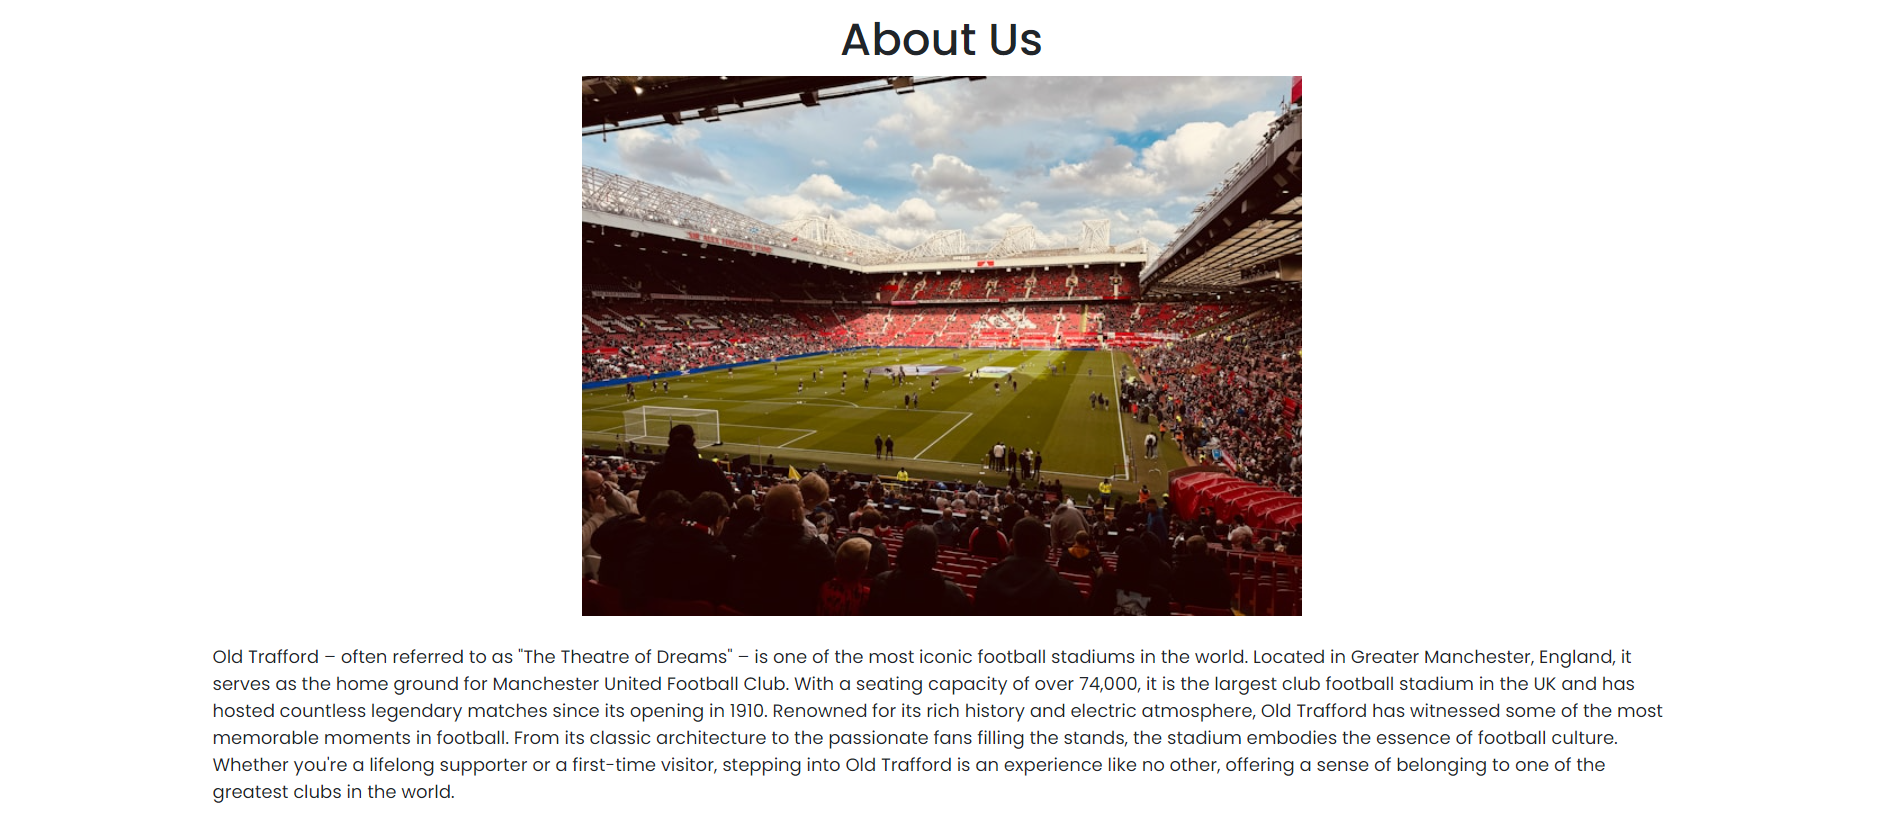 About Us
SIR ALEX FERGUSON STAND
Old Trafford – often referred to as "The Theatre of Dreams" – is one of the most iconic football stadiums in the world. Located in Greater Manchester, England, it
serves as the home ground for Manchester United Football Club. With a seating capacity of over 74,000, it is the largest club football stadium in the UK and has
hosted countless legendary matches since its opening in 1910. Renowned for its rich history and electric atmosphere, Old Trafford has witnessed some of the most
memorable moments in football. From its classic architecture to the passionate fans filling the stands, the stadium embodies the essence of football culture.
Whether you're a lifelong supporter or a first-time visitor, stepping into Old Trafford is an experience like no other, offering a sense of belonging to one of the
greatest clubs in the world.